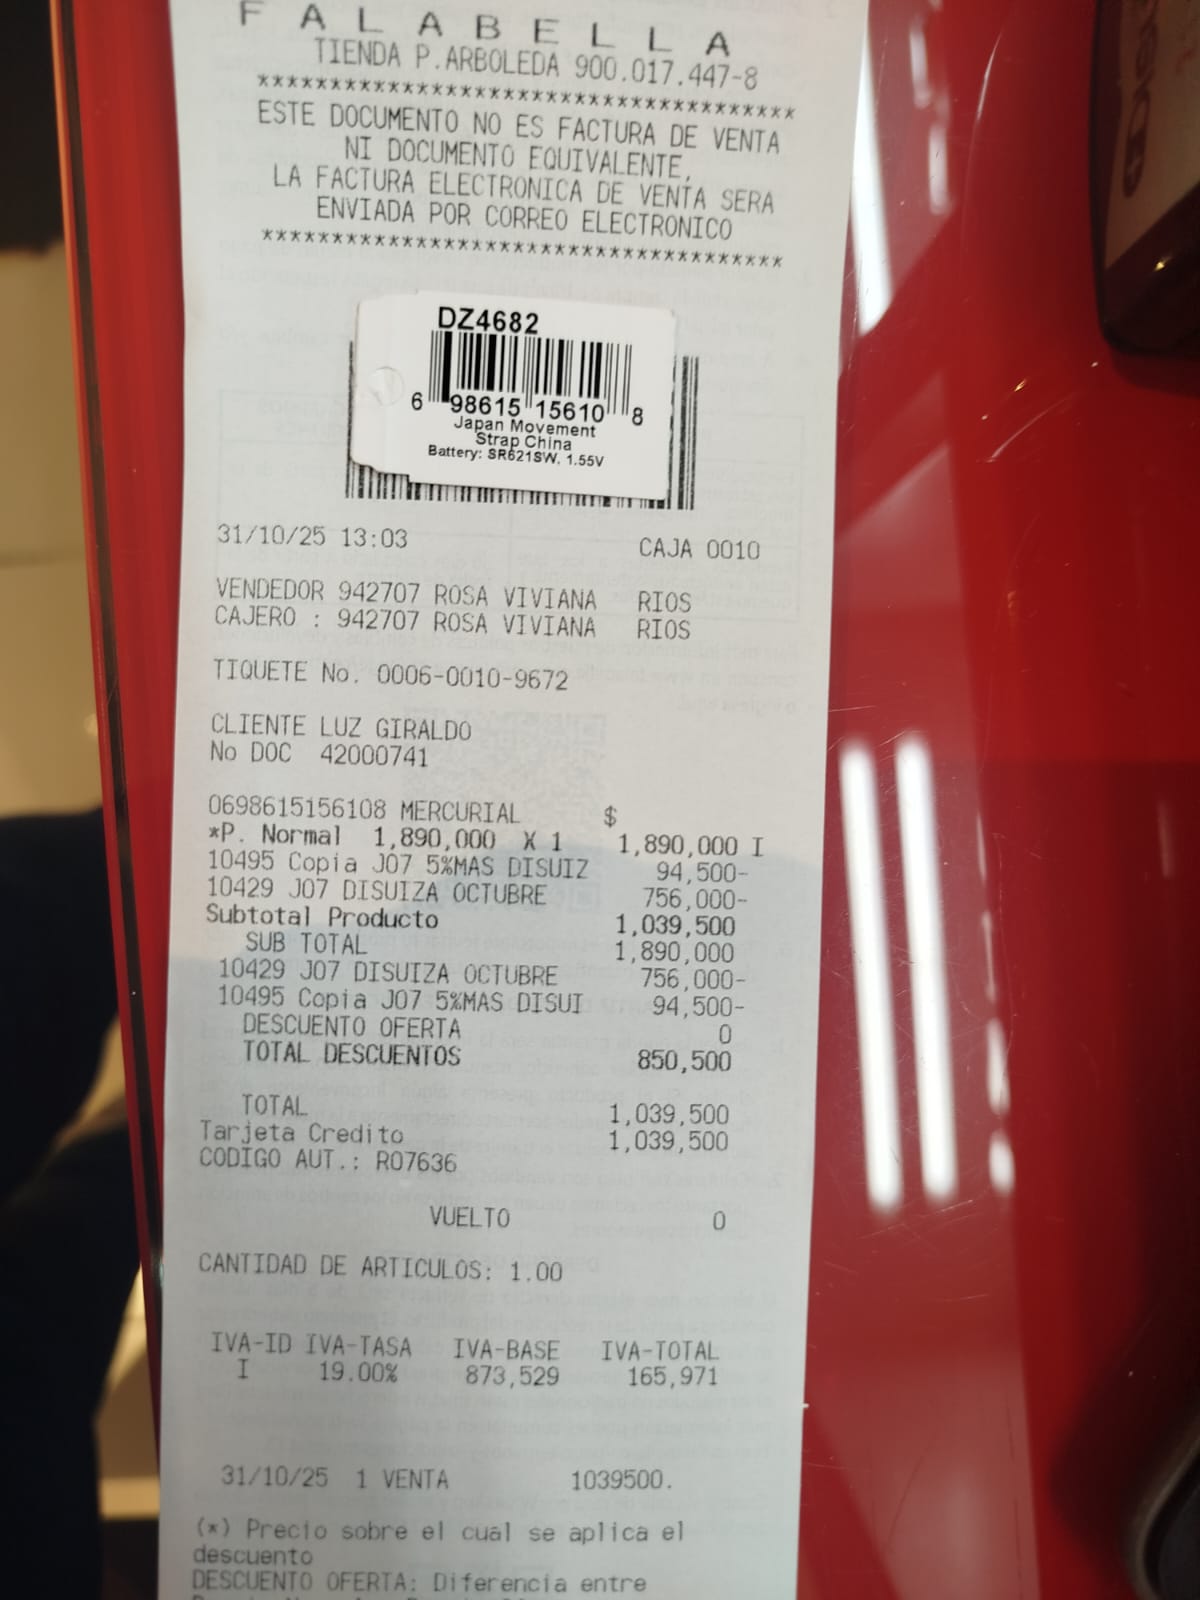 FALABELLA
TIENDA P.ARBOLEDA 900.017.447-8
**************************************
ESTE DOCUMENTO NO ES FACTURA DE VENTA
NI DOCUMENTO EQUIVALENTE,
LA FACTURA ELECTRONICA DE VENTA SERA
ENVIADA POR CORREO ELECTRONICO
**************************************
DZ4682
6 98615 15610 8
Japan Movement
Strap China
Battery: SR621SW, 1.55V
31/10/25 13:03 CAJA 0010
VENDEDOR 942707 ROSA VIVIANA RIOS
CAJERO : 942707 ROSA VIVIANA RIOS
TIQUETE No. 0006-0010-9672
CLIENTE LUZ GIRALDO
No DOC 42000741
0698615156108 MERCURIAL $
*P. Normal 1,890,000 X 1 1,890,000 I
10495 Copia J07 5%MAS DISUIZ 94,500-
10429 J07 DISUIZA OCTUBRE 756,000-
Subtotal Producto 1,039,500
SUB TOTAL 1,890,000
10429 J07 DISUIZA OCTUBRE 756,000-
10495 Copia J07 5%MAS DISUI 94,500-
DESCUENTO OFERTA 0
TOTAL DESCUENTOS 850,500
TOTAL 1,039,500
Tarjeta Credito 1,039,500
CODIGO AUT.: R07636
VUELTO 0
CANTIDAD DE ARTICULOS: 1.00
IVA-ID IVA-TASA IVA-BASE IVA-TOTAL
I 19.00% 873,529 165,971
31/10/25 1 VENTA 1039500.
(*) Precio sobre el cual se aplica el
descuento
DESCUENTO OFERTA: Diferencia entre